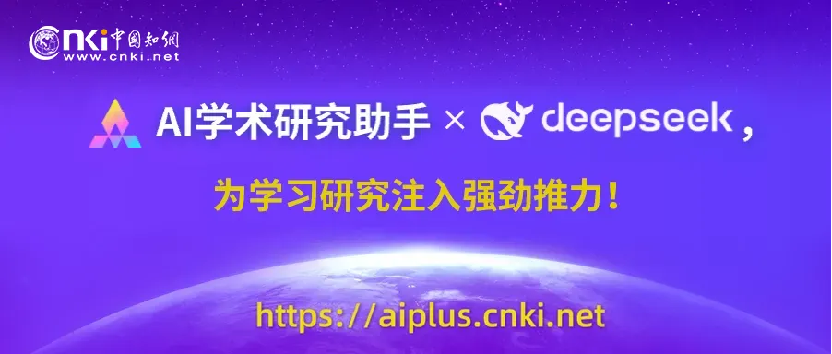 cnki中国知网
www.cnki.net
AI学术研究助手 × deepseek，
为学习研究注入强劲推力！
https://aiplus.cnki.net